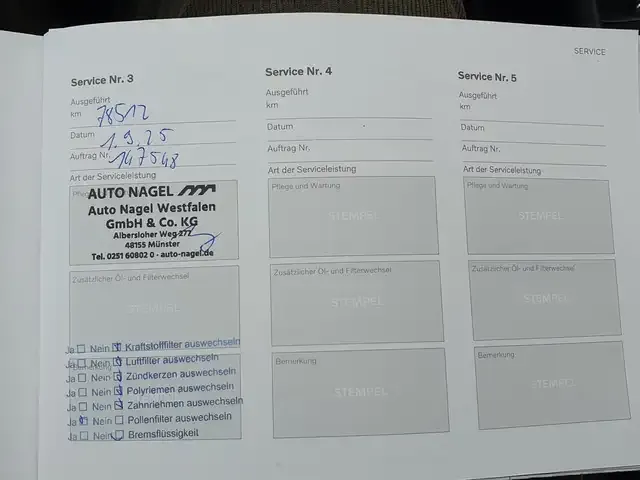 SERVICE
Service Nr. 3
Ausgeführt
km 78512
Datum 1.9.25
Auftrag Nr. 147548
Art der Serviceleistung
AUTO NAGEL
Auto Nagel Westfalen
GmbH & Co. KG
Albersloher Weg 277
48155 Münster
Tel. 0251 60802 0 · auto-nagel.de
Zusätzlicher Öl- und Filterwechsel
STEMPEL
Bemerkung
Ja Nein Kraftstofffilter auswechseln
Ja Nein Luftfilter auswechseln
Ja Nein Zündkerzen auswechseln
Ja Nein Polyriemen auswechseln
Ja Nein Zahnriemen auswechseln
Ja Nein Pollenfilter auswechseln
Ja Nein Bremsflüssigkeit
Service Nr. 4
Ausgeführt
km
Datum
Auftrag Nr.
Art der Serviceleistung
Pflege und Wartung
STEMPEL
Zusätzlicher Öl- und Filterwechsel
STEMPEL
Bemerkung
STEMPEL
Service Nr. 5
Ausgeführt
km
Datum
Auftrag Nr.
Art der Serviceleistung
Pflege und Wartung
STEMPEL
Zusätzlicher Öl- und Filterwechsel
STEMPEL
Bemerkung
STEMPEL